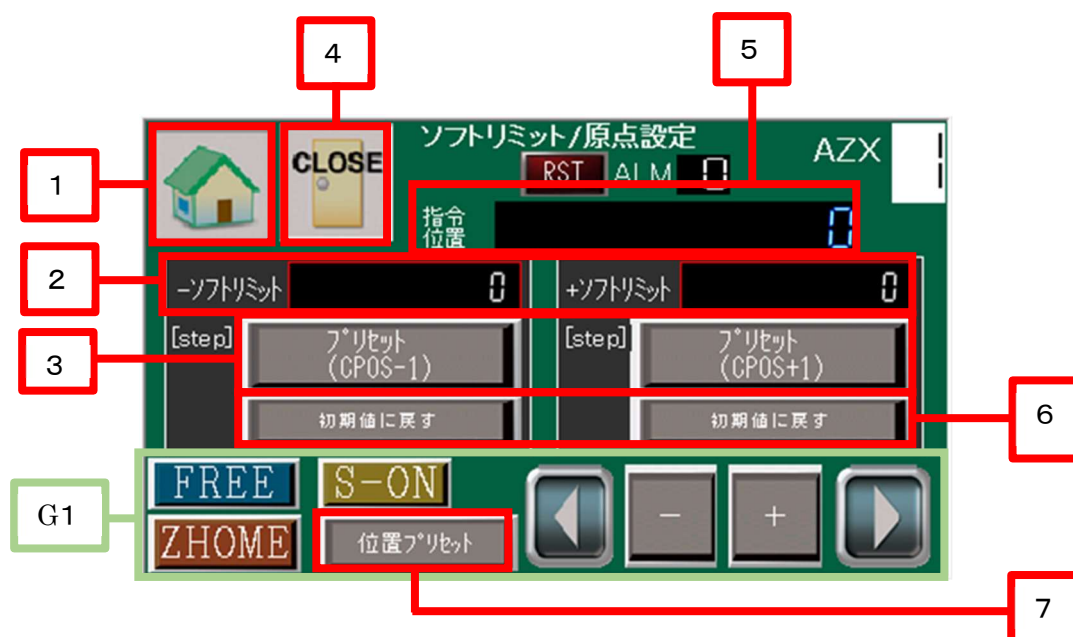 4
5
1
CLOSE
ソフトリミット/原点設定
AZX
1
RST ALM 0
指令
位置
0
2
-ソフトリミット 0
+ソフトリミット 0
3
[step]
プリセット
(CPOS-1)
[step]
プリセット
(CPOS+1)
初期値に戻す
初期値に戻す
6
G1
FREE
S-ON
ZHOME
位置プリセット
-
+
7